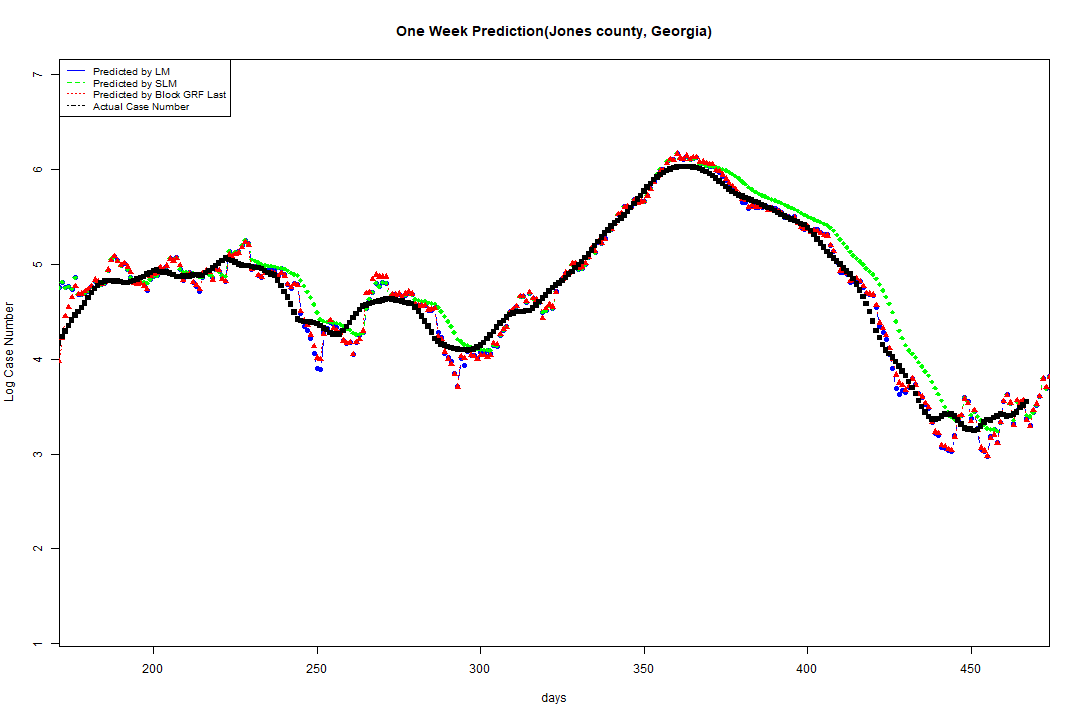 One Week Prediction(Jones county, Georgia)
Predicted by LM
Predicted by SLM
Predicted by Block GRF Last
Actual Case Number
7
6
5
4
3
2
1
Log Case Number
200 250 300 350 400 450
days